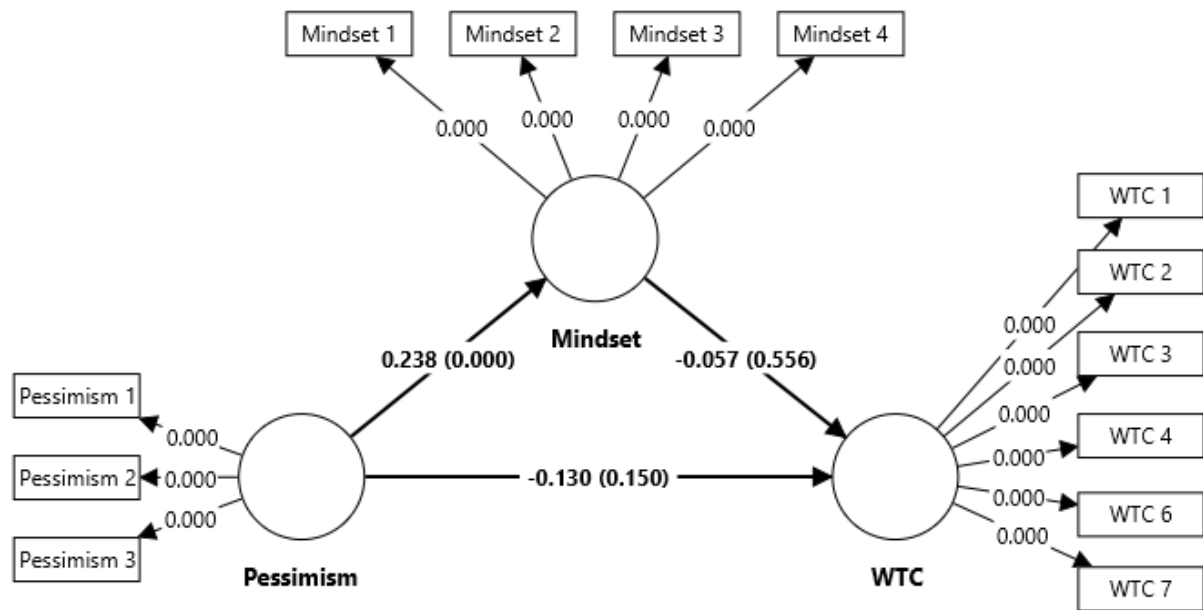 Mindset 1
Mindset 2
Mindset 3
Mindset 4
0.000
0.000
0.000
0.000
Mindset
0.238 (0.000)
-0.057 (0.556)
-0.130 (0.150)
Pessimism 1
Pessimism 2
Pessimism 3
0.000
0.000
0.000
Pessimism
WTC 1
WTC 2
WTC 3
WTC 4
WTC 6
WTC 7
0.000
0.000
0.000
0.000
0.000
0.000
WTC